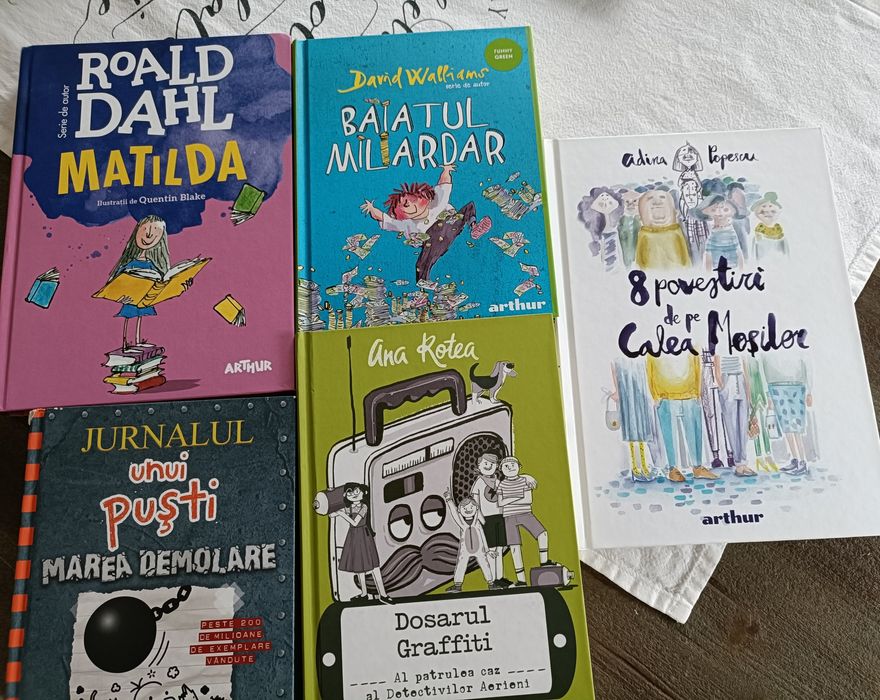 Serie de autor
ROALD
DAHL
MATILDA
Ilustrații de Quentin Blake
ARTHUR
FUNNY
GREEN
David Walliams
serie de autor
BĂIATUL
MILIARDAR
arthur
Adina Popescu
8 povestiri
de pe
Calea Moșilor
arthur
JURNALUL
unui
puști
MAREA DEMOLARE
PESTE 200
DE MILIOANE
DE EXEMPLARE
VÂNDUTE
Ana Rotea
Dosarul
Graffiti
Al patrulea caz
al Detectivilor Aerieni